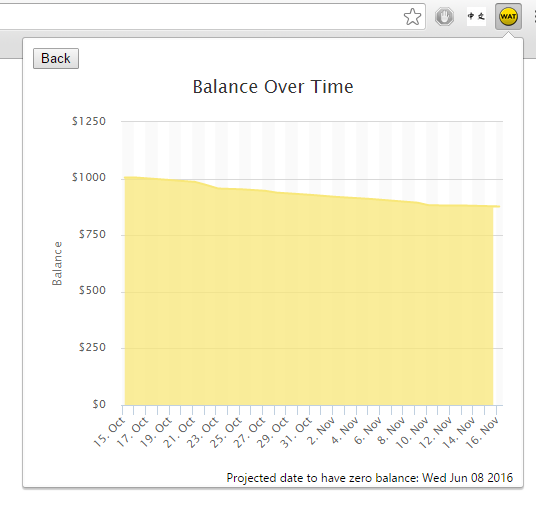 中文
WAT
Back
Balance Over Time
$1250
$1000
$750
$500
$250
$0
Balance
15. Oct
17. Oct
19. Oct
21. Oct
23. Oct
25. Oct
27. Oct
29. Oct
31. Oct
2. Nov
4. Nov
6. Nov
8. Nov
10. Nov
12. Nov
14. Nov
16. Nov
Projected date to have zero balance: Wed Jun 08 2016